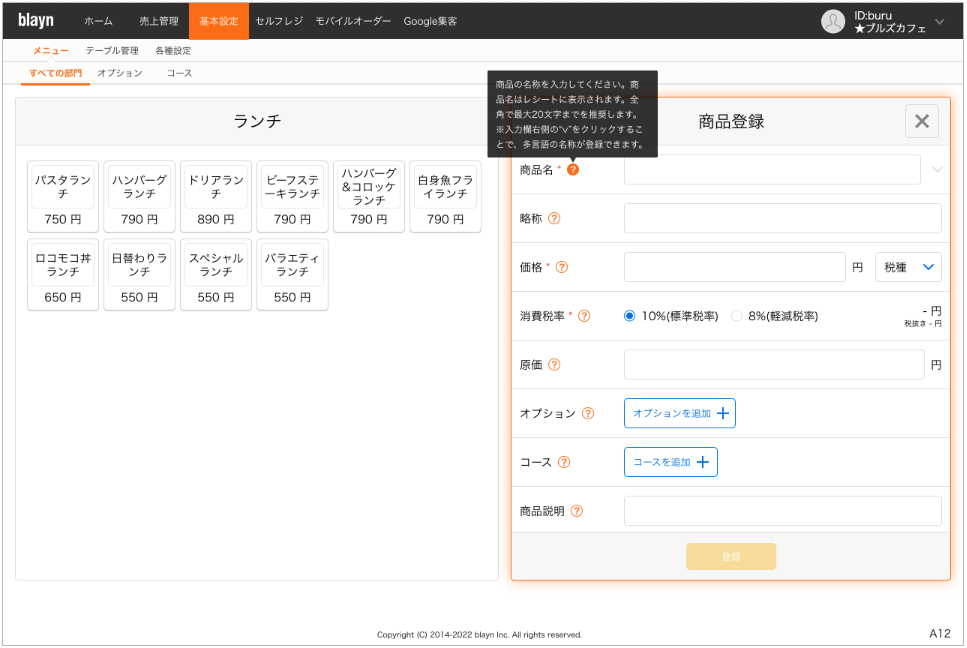 blayn ホーム 売上管理 基本設定 セルフレジ モバイルオーダー Google集客
ID:buru
★ブルズカフェ
メニュー テーブル管理 各種設定
すべての部門 オプション コース
商品の名称を入力してください。商
品名はレシートに表示されます。全
角で最大20文字までを推奨します。
※入力欄右側の"∨"をクリックするこ
とで、多言語の名称が登録できます。
ランチ
パスタラン
チ
750 円
ハンバーグ
ランチ
790 円
ドリアラン
チ
890 円
ビーフステ
ーキランチ
790 円
ハンバーグ
&コロッケ
ランチ
790 円
白身魚フラ
イランチ
790 円
ロコモコ丼
ランチ
650 円
日替わりラ
ンチ
550 円
スペシャル
ランチ
550 円
バラエティ
ランチ
550 円
商品登録
商品名 * ?
略称 ?
価格 * ? 円 税種
消費税率 * ? 10%(標準税率) 8%(軽減税率) - 円
税抜き - 円
原価 ? 円
オプション ? オプションを追加 +
コース ? コースを追加 +
商品説明 ?
登録
Copyright (C) 2014-2022 blayn Inc. All rights reserved.
A12